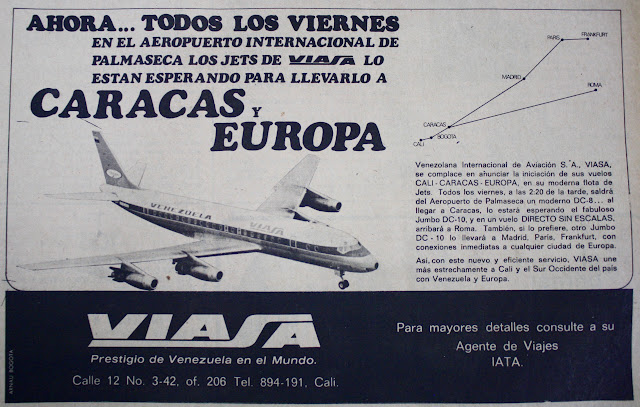 AHORA... TODOS LOS VIERNES
EN EL AEROPUERTO INTERNACIONAL DE
PALMASECA LOS JETS DE VIASA LO
ESTAN ESPERANDO PARA LLEVARLO A
CARACAS Y
EUROPA
PARIS
FRANKFURT
MADRID
ROMA
CARACAS
BOGOTA
CALI
VENEZUELA
VIASA
Venezolana Internacional de Aviación S.A., VIASA,
se complace en anunciar la iniciación de sus vuelos
CALI-CARACAS-EUROPA, en su moderna flota de
Jets. Todos los viernes, a las 2:20 de la tarde, saldrá
del Aeropuerto de Palmaseca un moderno DC-8... al
llegar a Caracas, lo estará esperando el fabuloso
Jumbo DC-10, y en un vuelo DIRECTO SIN ESCALAS,
arribará a Roma. También, si lo prefiere, otro Jumbo
DC-10 lo llevará a Madrid, Paris, Frankfurt, con
conexiones inmediatas a cualquier ciudad de Europa.
Asi, con este nuevo y eficiente servicio, VIASA une
más estrechamente a Cali y el Sur Occidente del país
con Venezuela y Europa.
VIASA
Prestigio de Venezuela en el Mundo.
Calle 12 No. 3-42, of. 206 Tel. 894-191, Cali.
Para mayores detalles consulte a su
Agente de Viajes
IATA.